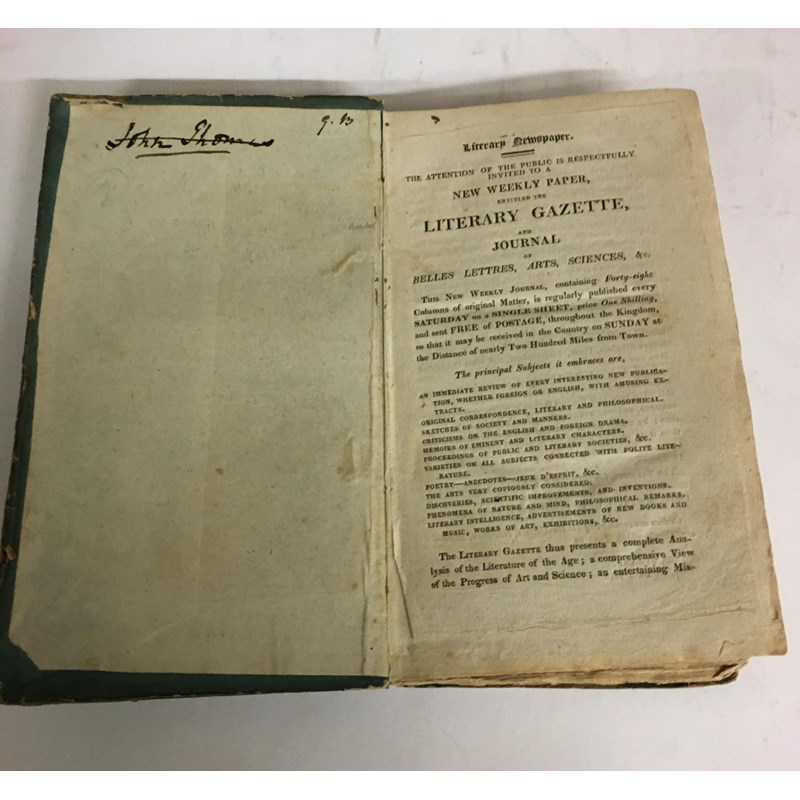 John Thomas
Literary Newspaper.
THE ATTENTION OF THE PUBLIC IS RESPECTFULLY
INVITED TO A
NEW WEEKLY PAPER,
ENTITLED THE
LITERARY GAZETTE,
AND
JOURNAL
OF
BELLES LETTRES, ARTS, SCIENCES, &c.
THIS NEW WEEKLY JOURNAL, containing Forty-eight
Columns of original Matter, is regularly published every
SATURDAY on a SINGLE SHEET, price One Shilling,
and sent FREE of POSTAGE, throughout the Kingdom,
so that it may be received in the Country on SUNDAY at
the Distance of nearly Two Hundred Miles from Town.
The principal Subjects it embraces are,
AN IMMEDIATE REVIEW OF EVERY INTERESTING NEW PUBLICA-
TION, WHETHER FOREIGN OR ENGLISH, WITH AMUSING EX-
TRACTS.
ORIGINAL CORRESPONDENCE, LITERARY AND PHILOSOPHICAL.
SKETCHES OF SOCIETY AND MANNERS.
CRITICISMS ON THE ENGLISH AND FOREIGN DRAMA.
MEMOIRS OF EMINENT AND LITERARY CHARACTERS.
PROCEEDINGS OF PUBLIC AND LITERARY SOCIETIES, &c.
VARIETIES ON ALL SUBJECTS CONNECTED WITH POLITE LITE-
RATURE.
POETRY—ANECDOTES—JEUX D'ESPRIT, &c.
THE ARTS VERY COPIOUSLY CONSIDERED.
DISCOVERIES, SCIENTIFIC IMPROVEMENTS, AND INVENTIONS.
PHENOMENA OF NATURE AND MIND, PHILOSOPHICAL REMARKS,
LITERARY INTELLIGENCE, ADVERTISEMENTS OF NEW BOOKS AND
MUSIC, WORKS OF ART, EXHIBITIONS, &c.
The LITERARY GAZETTE thus presents a complete Ana-
lysis of the Literature of the Age; a comprehensive View
of the Progress of Art and Science; an entertaining Mis-